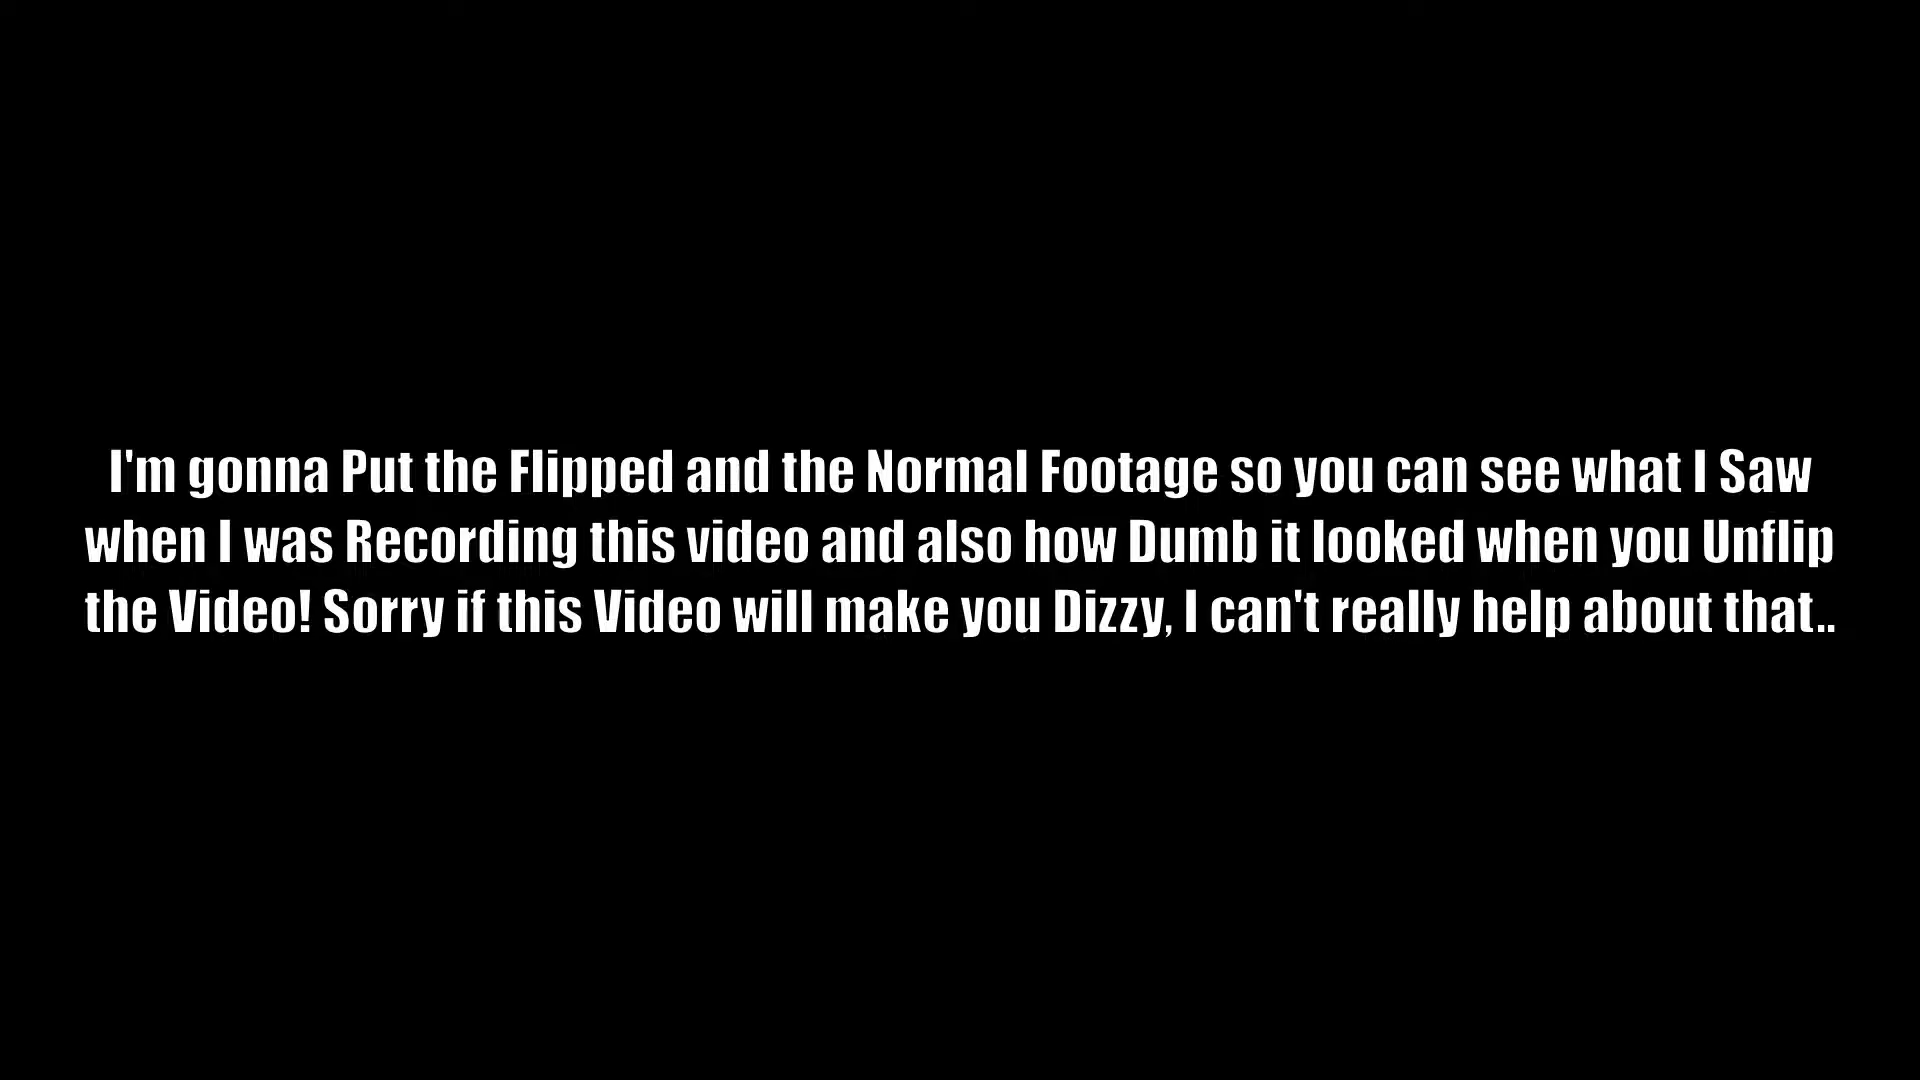 I'm gonna Put the Flipped and the Normal Footage so you can see what I Saw
when I was Recording this video and also how Dumb it looked when you Unflip
the Video! Sorry if this Video will make you Dizzy, I can't really help about that..